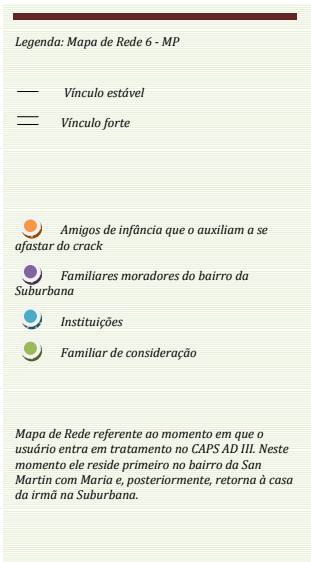 Legenda: Mapa de Rede 6 - MP
Vínculo estável
Vínculo forte
Amigos de infância que o auxiliam a se
afastar do crack
Familiares moradores do bairro da
Suburbana
Instituições
Familiar de consideração
Mapa de Rede referente ao momento em que o
usuário entra em tratamento no CAPS AD III. Neste
momento ele reside primeiro no bairro da San
Martin com Maria e, posteriormente, retorna à casa
da irmã na Suburbana.